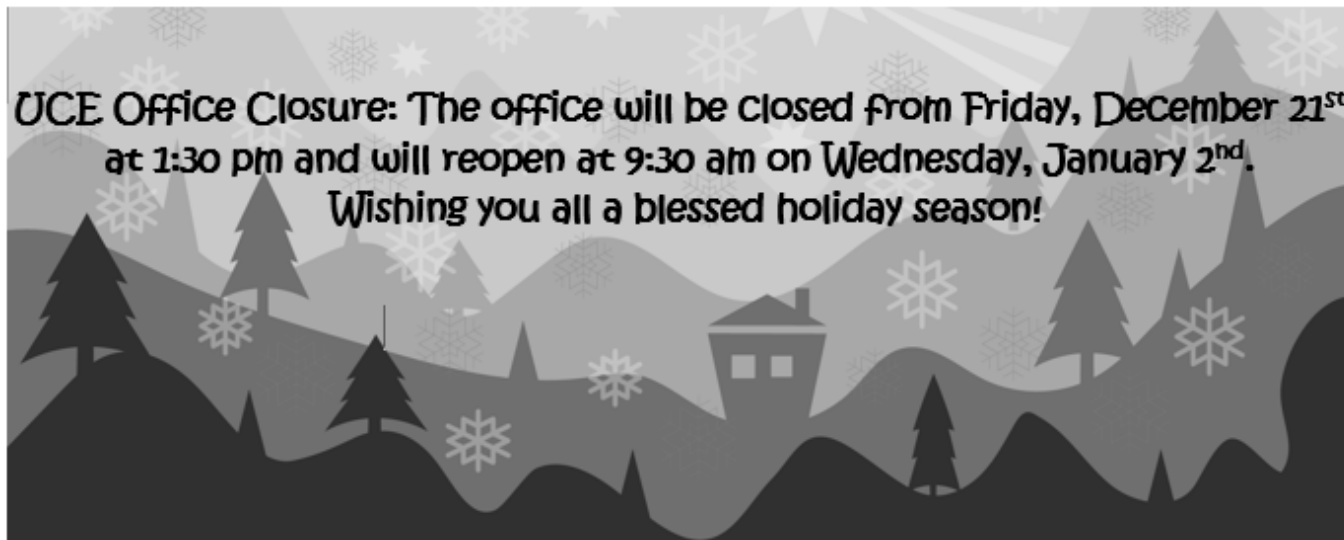 UCE Office Closure: The office will be closed from Friday, December 21st
at 1:30 pm and will reopen at 9:30 am on Wednesday, January 2nd.
Wishing you all a blessed holiday season!